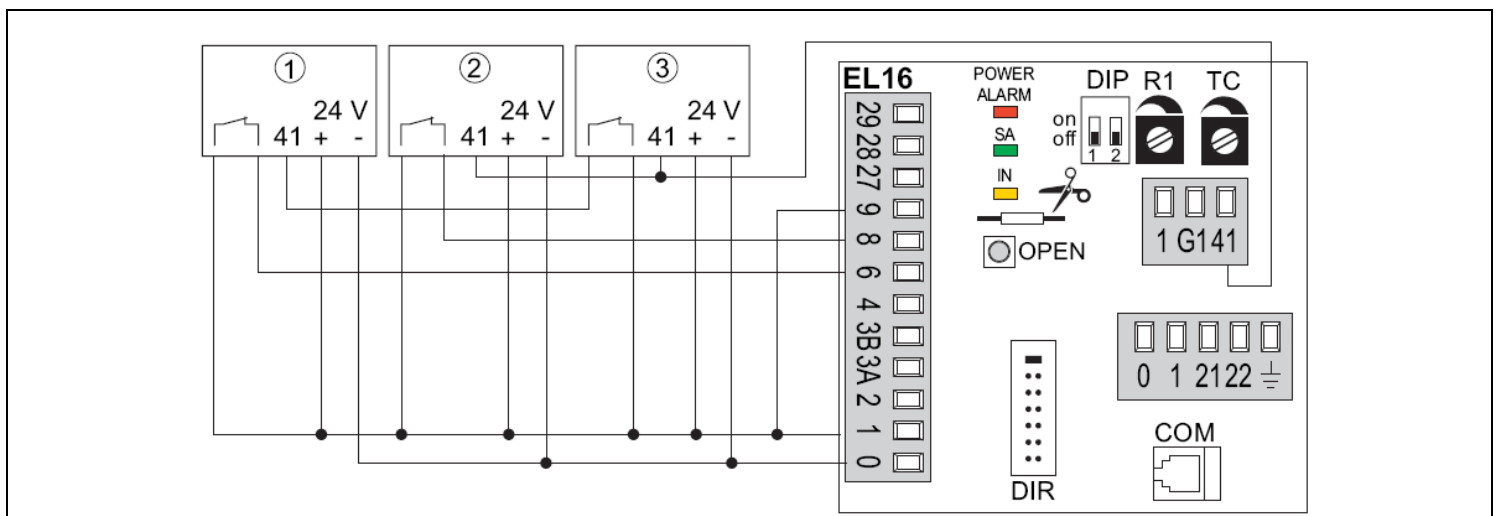 ① ② ③
24 V 24 V 24 V
41 + - 41 + - 41 + -
EL16
29
28
27
9
8
6
4
3B
3A
2
1
0
POWER
ALARM
SA
IN
DIP R1 TC
on
off
1 2
OPEN
1 G1 41
0 1 21 22
COM
DIR